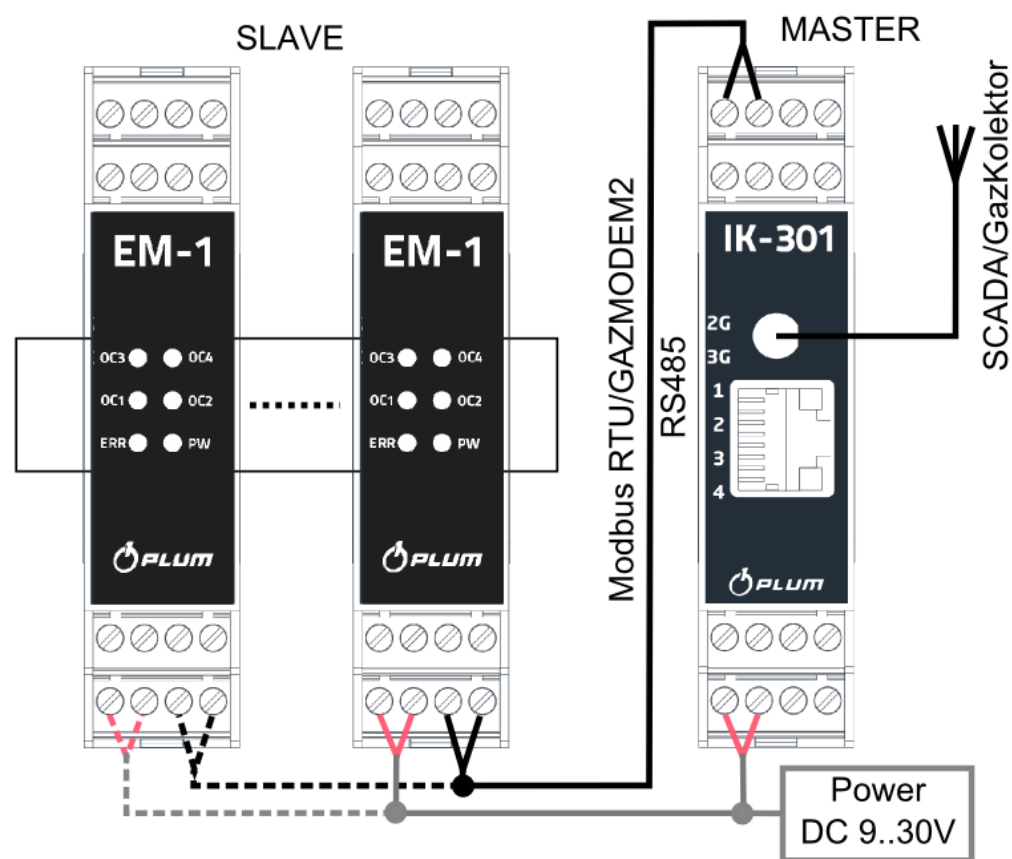 SLAVE
MASTER
EM-1
OC3 OC4
OC1 OC2
ERR PW
PLUM
EM-1
OC3 OC4
OC1 OC2
ERR PW
PLUM
Modbus RTU/GAZMODEM2
RS485
IK-301
2G
3G
1
2
3
4
PLUM
SCADA/GazKolektor
Power
DC 9..30V